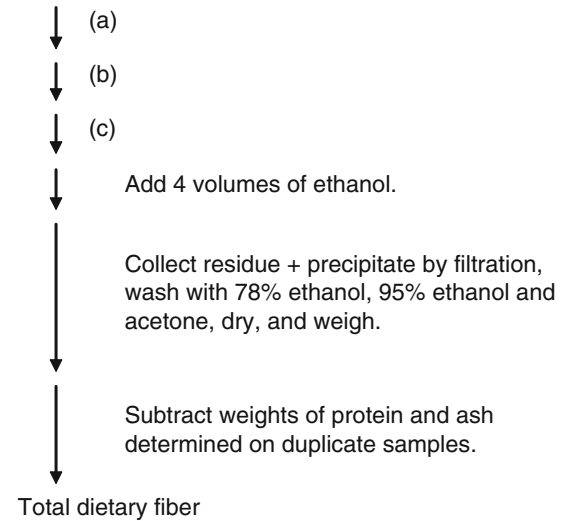 (a)
(b)
(c)
Add 4 volumes of ethanol.
Collect residue + precipitate by filtration,
wash with 78% ethanol, 95% ethanol and
acetone, dry, and weigh.
Subtract weights of protein and ash
determined on duplicate samples.
Total dietary fiber